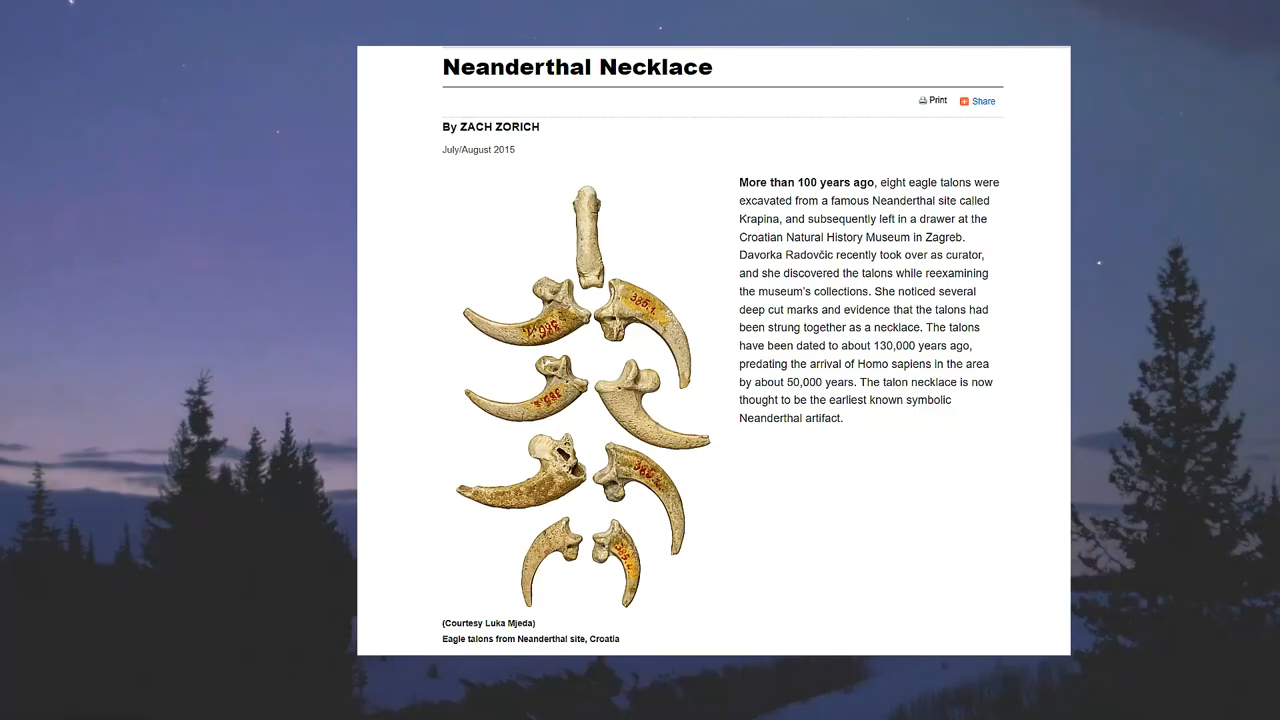 Neanderthal Necklace
Print
Share
By ZACH ZORICH
July/August 2015
More than 100 years ago, eight eagle talons were
excavated from a famous Neanderthal site called
Krapina, and subsequently left in a drawer at the
Croatian Natural History Museum in Zagreb.
Davorka Radovčic recently took over as curator,
and she discovered the talons while reexamining
the museum's collections. She noticed several
deep cut marks and evidence that the talons had
been strung together as a necklace. The talons
have been dated to about 130,000 years ago,
predating the arrival of Homo sapiens in the area
by about 50,000 years. The talon necklace is now
thought to be the earliest known symbolic
Neanderthal artifact.
(Courtesy Luka Mjeda)
Eagle talons from Neanderthal site, Croatia